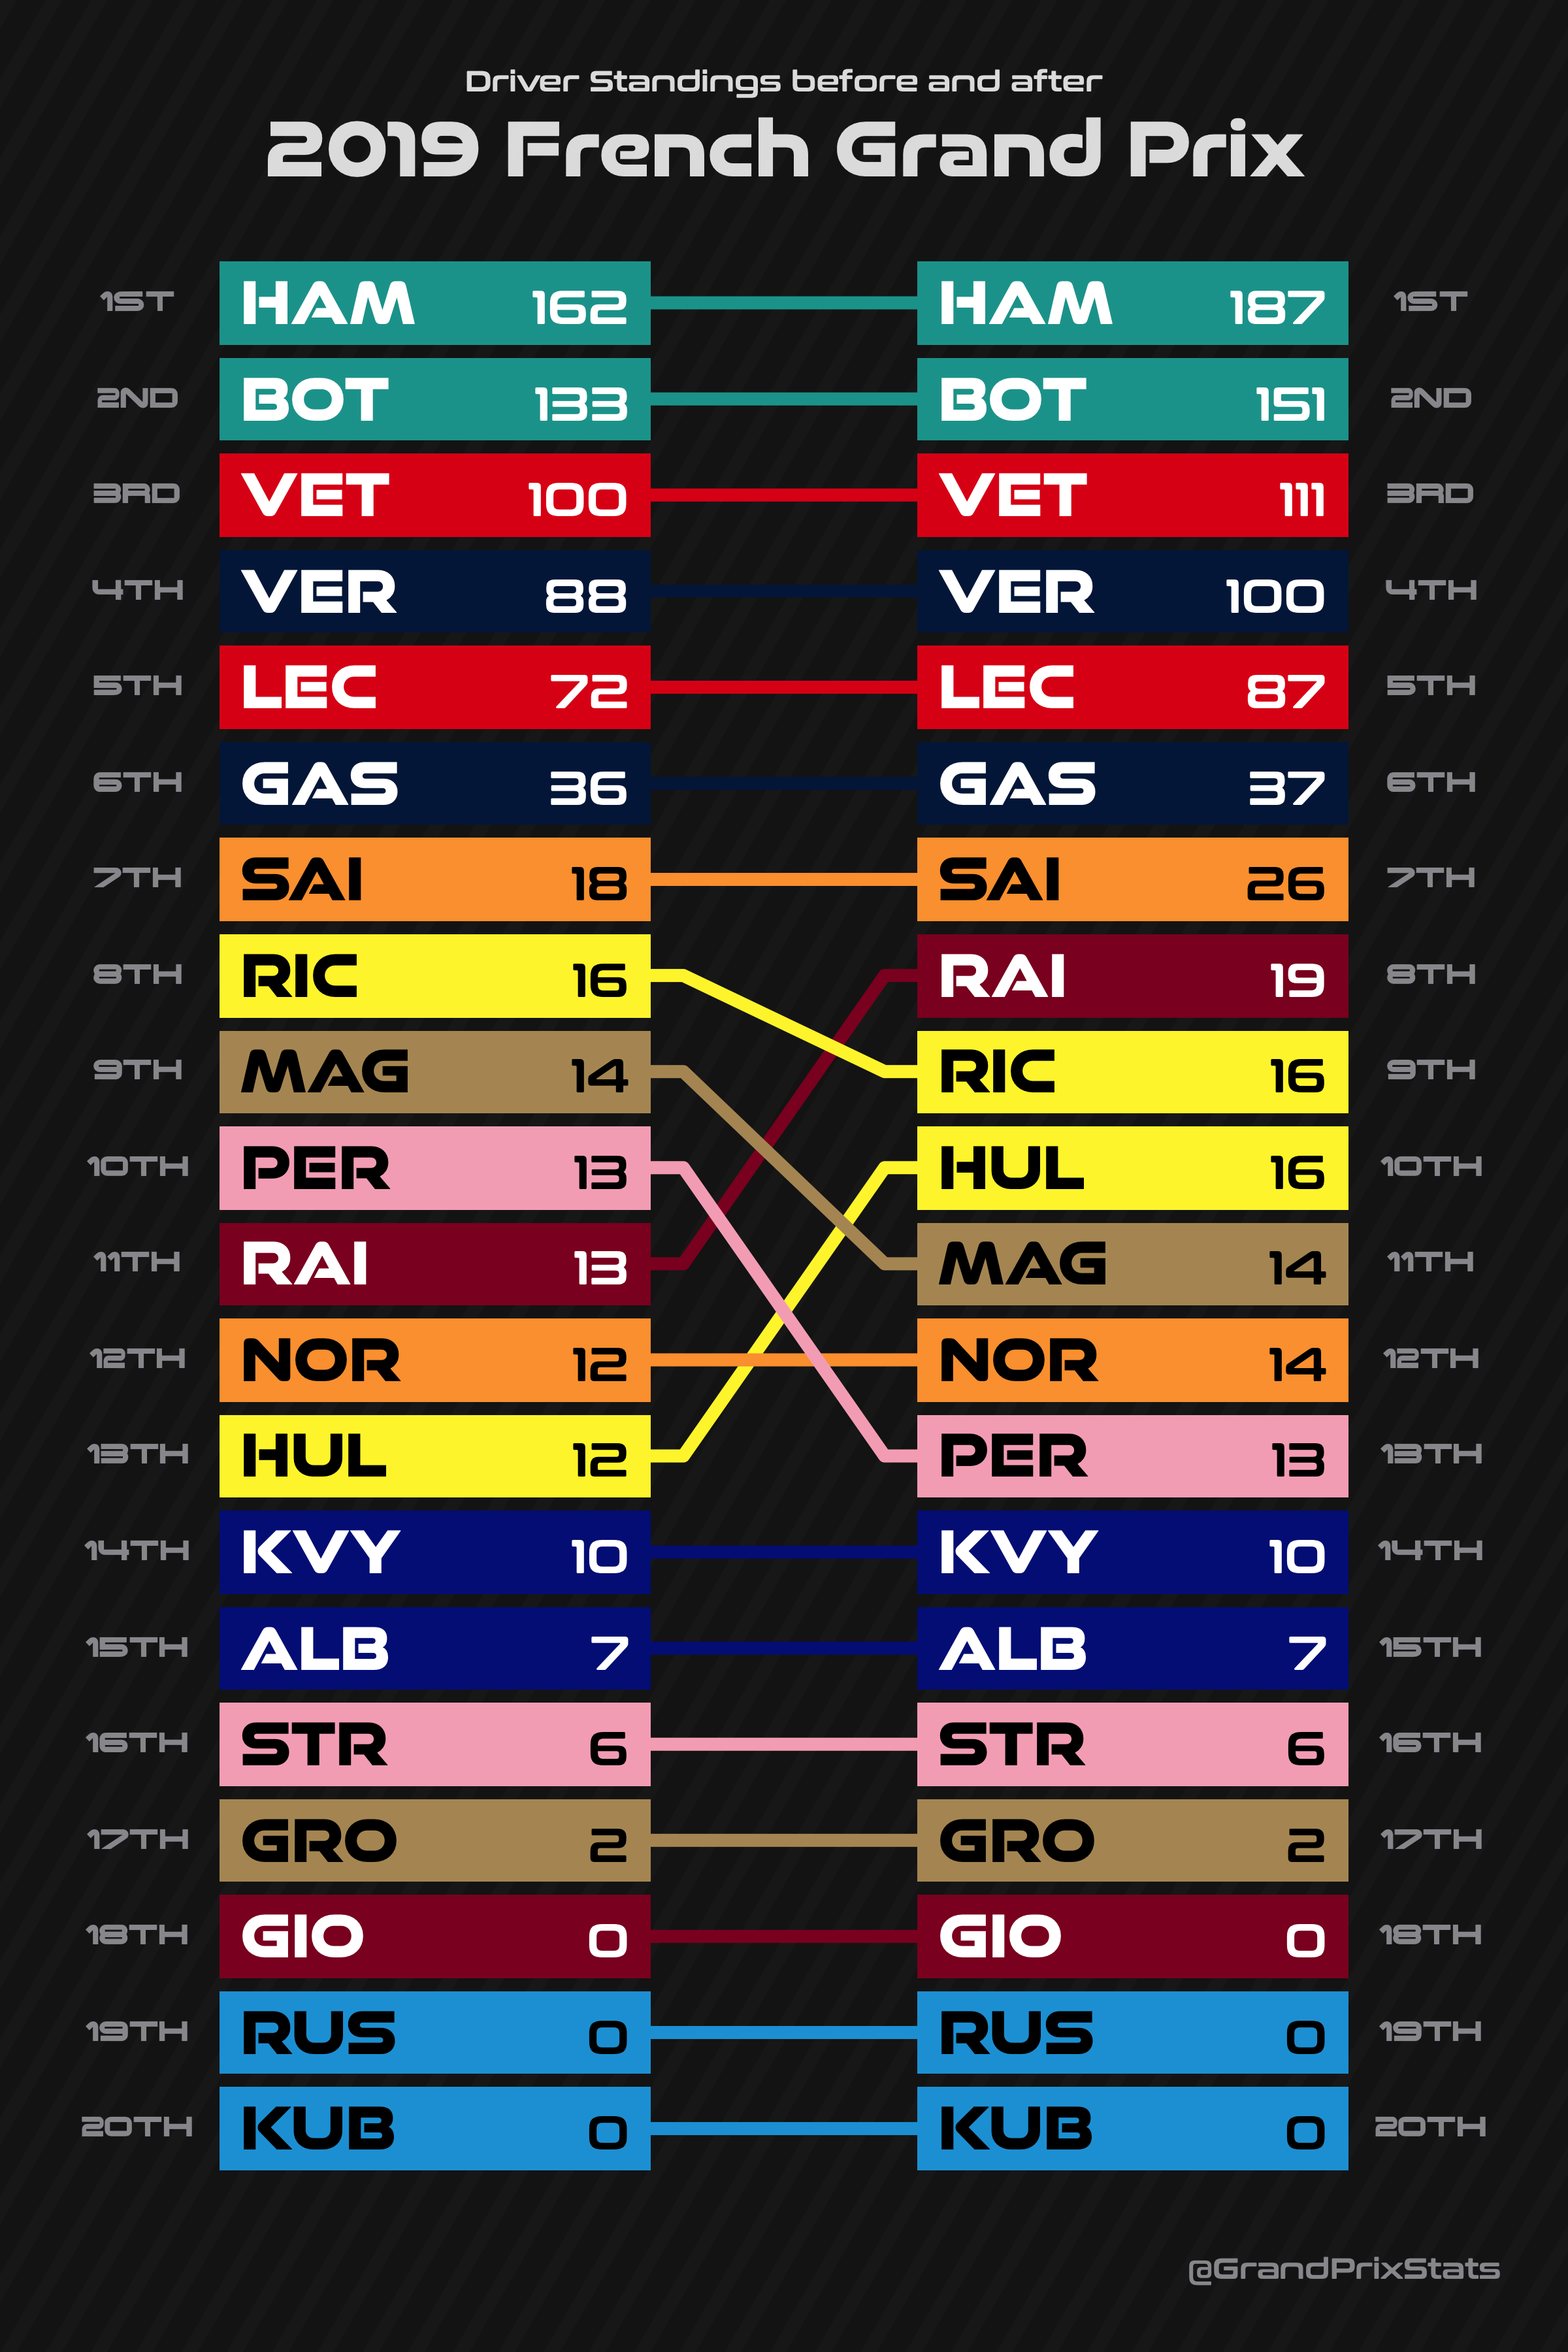 Driver Standings before and after
2019 French Grand Prix
1ST HAM 162 HAM 187 1ST
2ND BOT 133 BOT 151 2ND
3RD VET 100 VET 111 3RD
4TH VER 88 VER 100 4TH
5TH LEC 72 LEC 87 5TH
6TH GAS 36 GAS 37 6TH
7TH SAI 18 SAI 26 7TH
8TH RIC 16 RAI 19 8TH
9TH MAG 14 RIC 16 9TH
10TH PER 13 HUL 16 10TH
11TH RAI 13 MAG 14 11TH
12TH NOR 12 NOR 14 12TH
13TH HUL 12 PER 13 13TH
14TH KVY 10 KVY 10 14TH
15TH ALB 7 ALB 7 15TH
16TH STR 6 STR 6 16TH
17TH GRO 2 GRO 2 17TH
18TH GIO 0 GIO 0 18TH
19TH RUS 0 RUS 0 19TH
20TH KUB 0 KUB 0 20TH
@GrandPrixStats